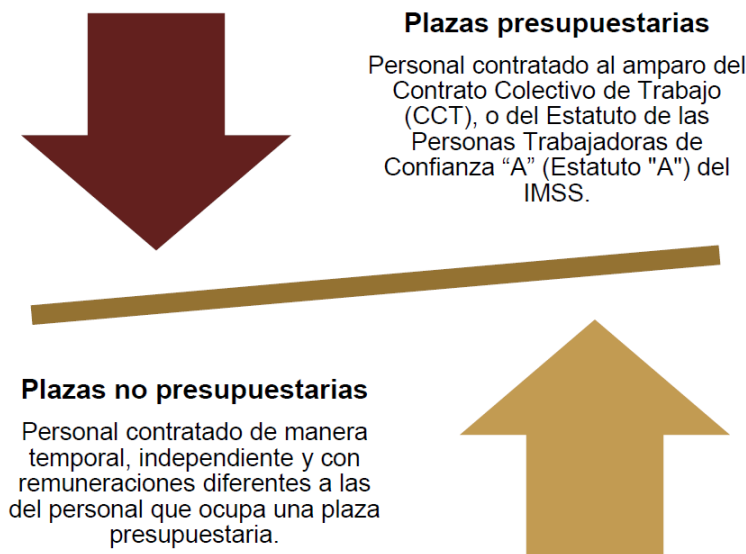 Plazas presupuestarias
Personal contratado al amparo del
Contrato Colectivo de Trabajo
(CCT), o del Estatuto de las
Personas Trabajadoras de
Confianza “A” (Estatuto "A") del
IMSS.
Plazas no presupuestarias
Personal contratado de manera
temporal, independiente y con
remuneraciones diferentes a las
del personal que ocupa una plaza
presupuestaria.